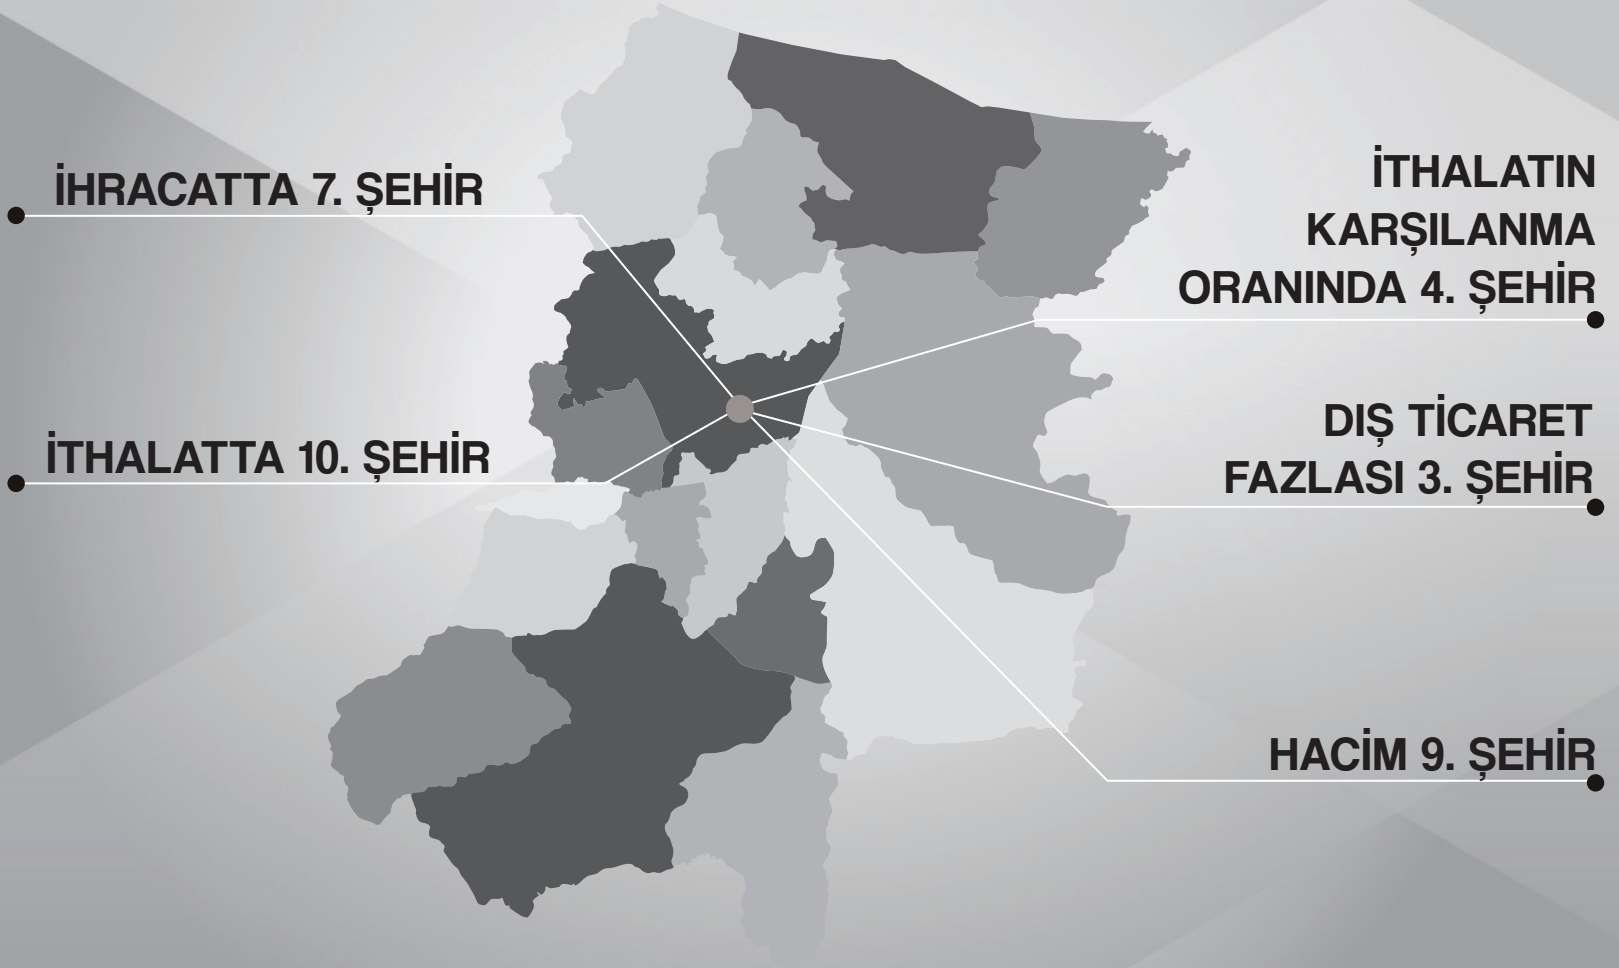 İHRACATTA 7. ŞEHİR
İTHALATTA 10. ŞEHİR
İTHALATIN
KARŞILANMA
ORANINDA 4. ŞEHİR
DIŞ TİCARET
FAZLASI 3. ŞEHİR
HACİM 9. ŞEHİR